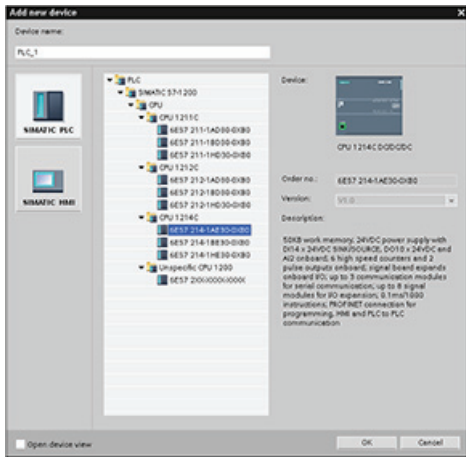 Add new device
Device name:
PLC_1
SIMATIC PLC
SIMATIC HMI
PLC
SIMATIC S7-1200
CPU
CPU 1211C
6ES7 211-1AD30-0XB0
6ES7 211-1BD30-0XB0
6ES7 211-1HD30-0XB0
CPU 1212C
6ES7 212-1AD30-0XB0
6ES7 212-1BD30-0XB0
6ES7 212-1HD30-0XB0
CPU 1214C
6ES7 214-1AE30-0XB0
6ES7 214-1BE30-0XB0
6ES7 214-1HE30-0XB0
Unspecific CPU 1200
6ES7 2XX-XXXXX-XXXX
Device:
CPU 1214C DC/DC/DC
Order no.: 6ES7 214-1AE30-0XB0
Version: V1.0
Description:
50KB work memory; 24VDC power supply with
DI14 x 24VDC SINK/SOURCE, DO10 x 24VDC and
AI2 onboard; 6 high speed counters and 2
pulse outputs onboard; signal board expands
onboard I/O; up to 3 communication modules
for serial communication; up to 8 signal
modules for I/O expansion; 0.1ms/1000
instructions; PROFINET connection for
programming, HMI and PLC to PLC
communication
Open device view
OK
Cancel